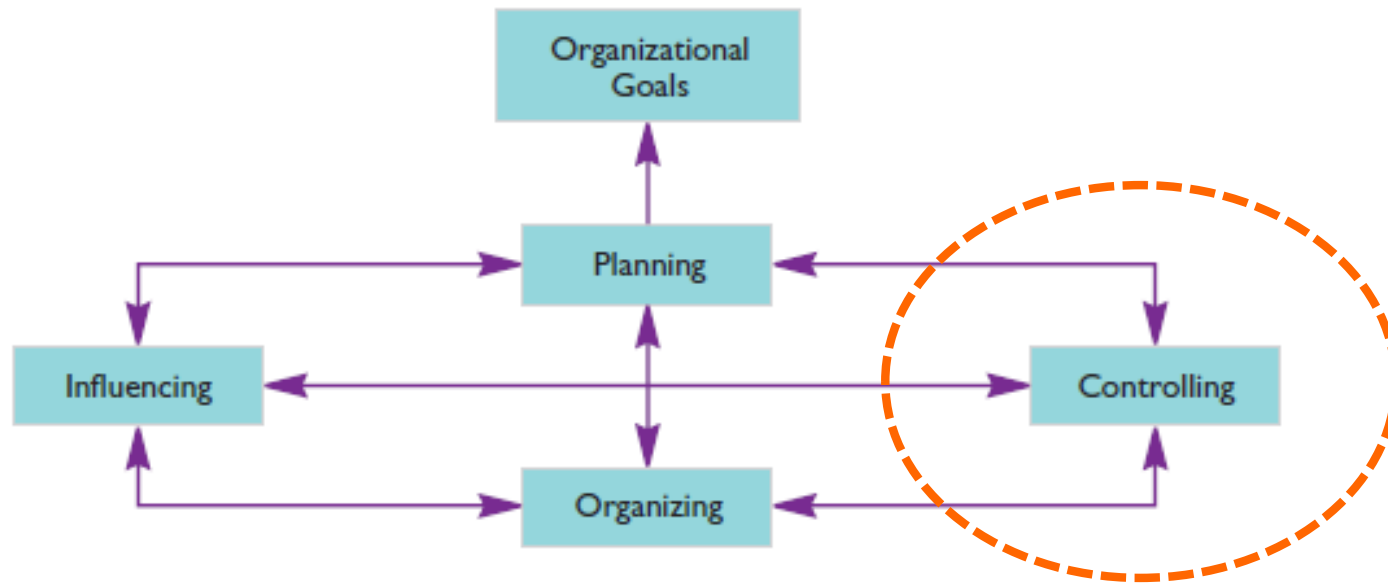 Organizational
Goals
Planning
Influencing
Controlling
Organizing